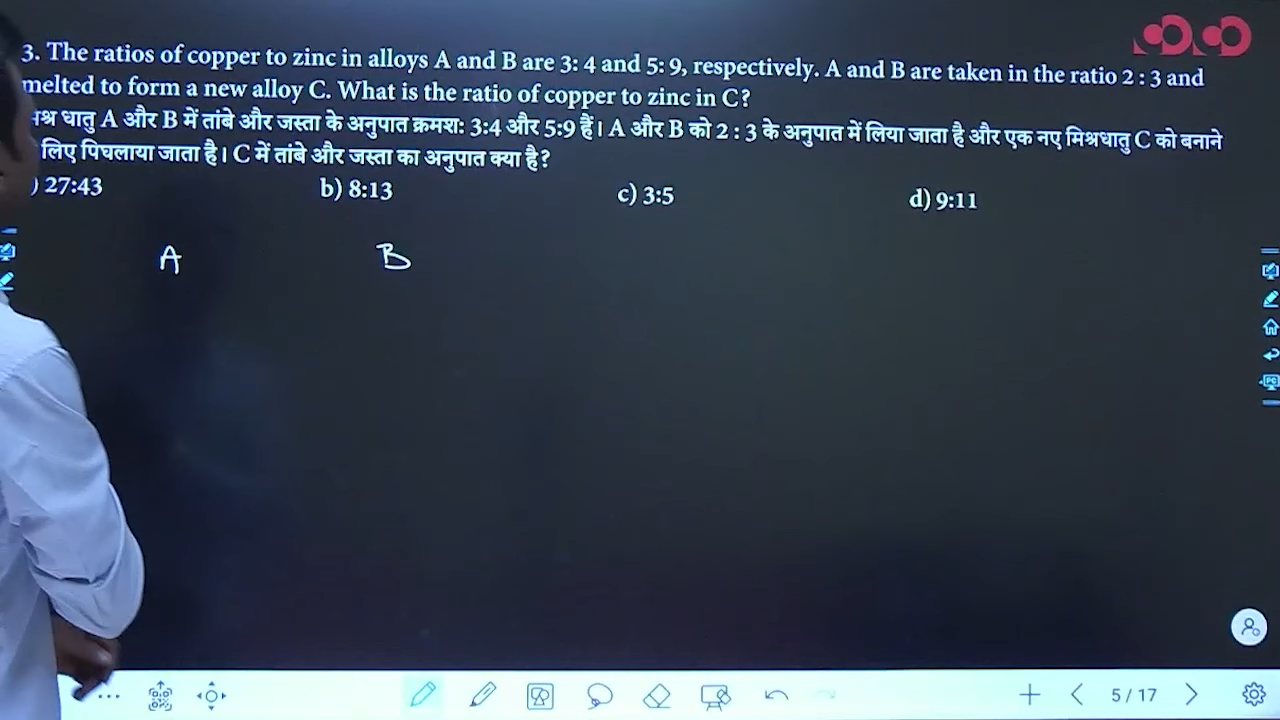 3. The ratios of copper to zinc in alloys A and B are 3: 4 and 5: 9, respectively. A and B are taken in the ratio 2 : 3 and
melted to form a new alloy C. What is the ratio of copper to zinc in C?
धातु A और B में तांबे और जस्ता के अनुपात क्रमशः 3:4 और 5:9 हैं। A और B को 2 : 3 के अनुपात में लिया जाता है और एक नए मिश्रधातु C को बनाने
लिए पिघलाया जाता है। C में तांबे और जस्ता का अनुपात क्या है?
) 27:43 b) 8:13 c) 3:5 d) 9:11
A B
5 / 17